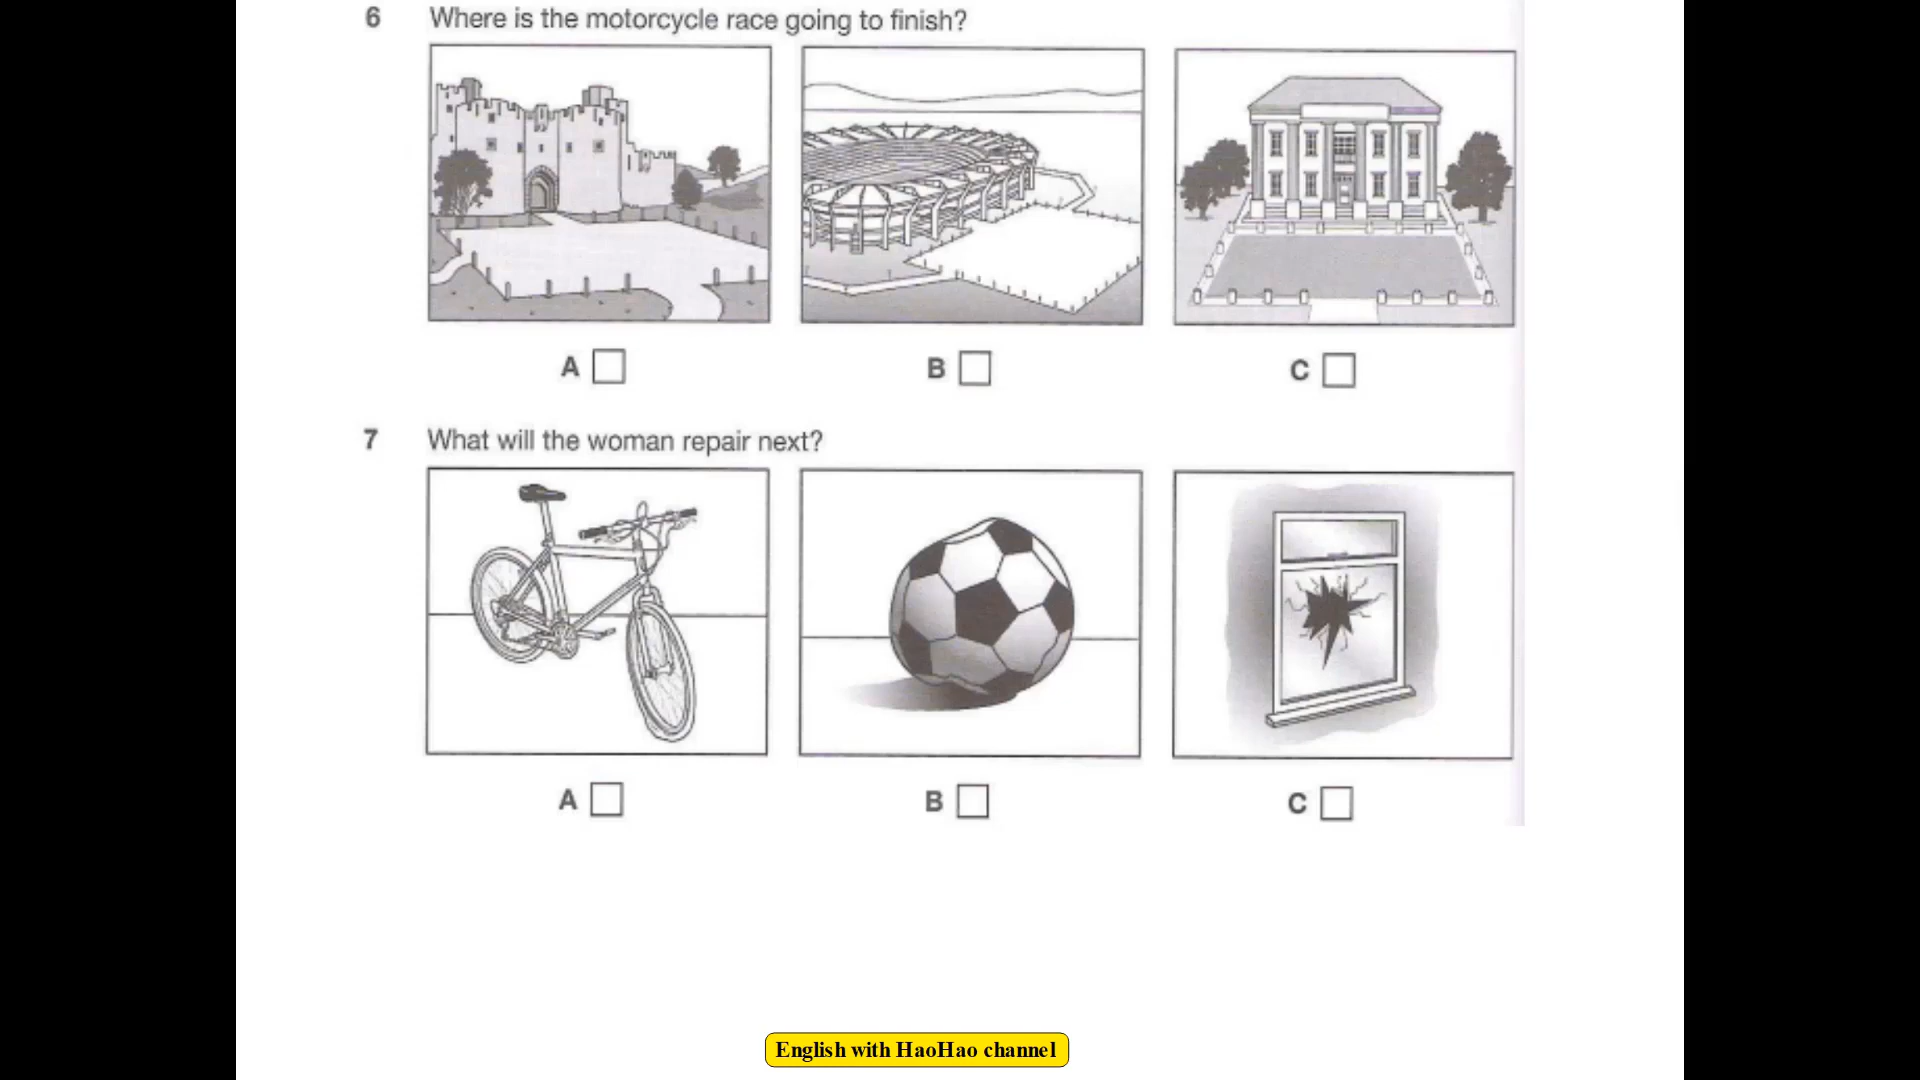 6 Where is the motorcycle race going to finish?
A B C
7 What will the woman repair next?
A B C
English with HaoHao channel